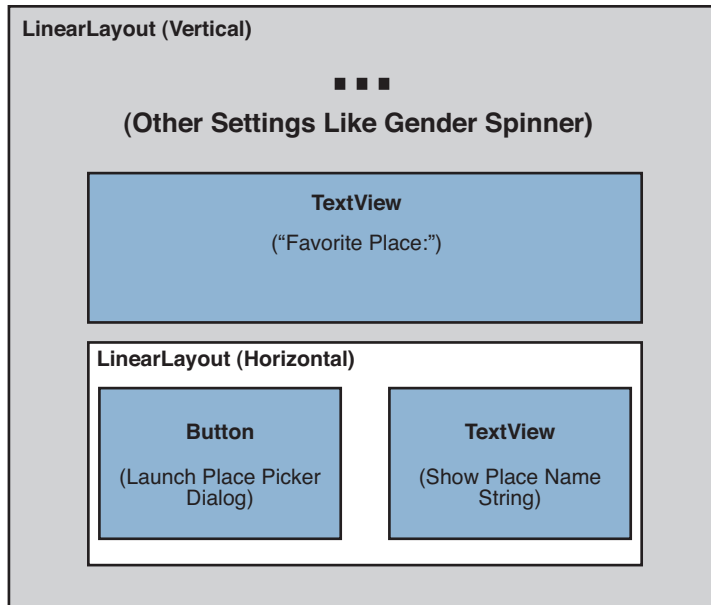 LinearLayout (Vertical)
...
(Other Settings Like Gender Spinner)
TextView
(“Favorite Place:”)
LinearLayout (Horizontal)
Button
(Launch Place Picker
Dialog)
TextView
(Show Place Name
String)